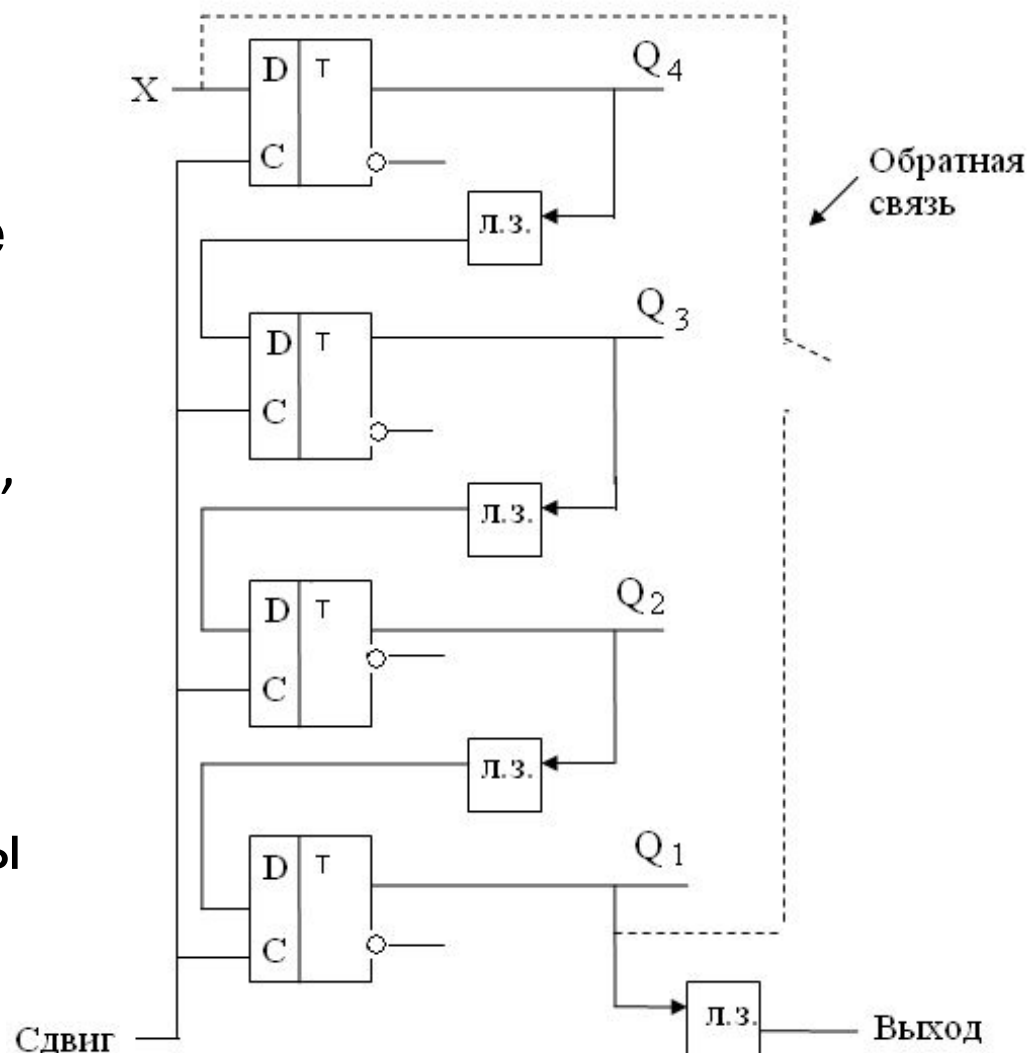 Q4
D T
X
C
Обратная
связь
л.з.
е
Q3
D T
C
,
л.з.
Q2
D T
C
л.з.
ы
Q1
D T
C
л.з.
Выход
Сдвиг